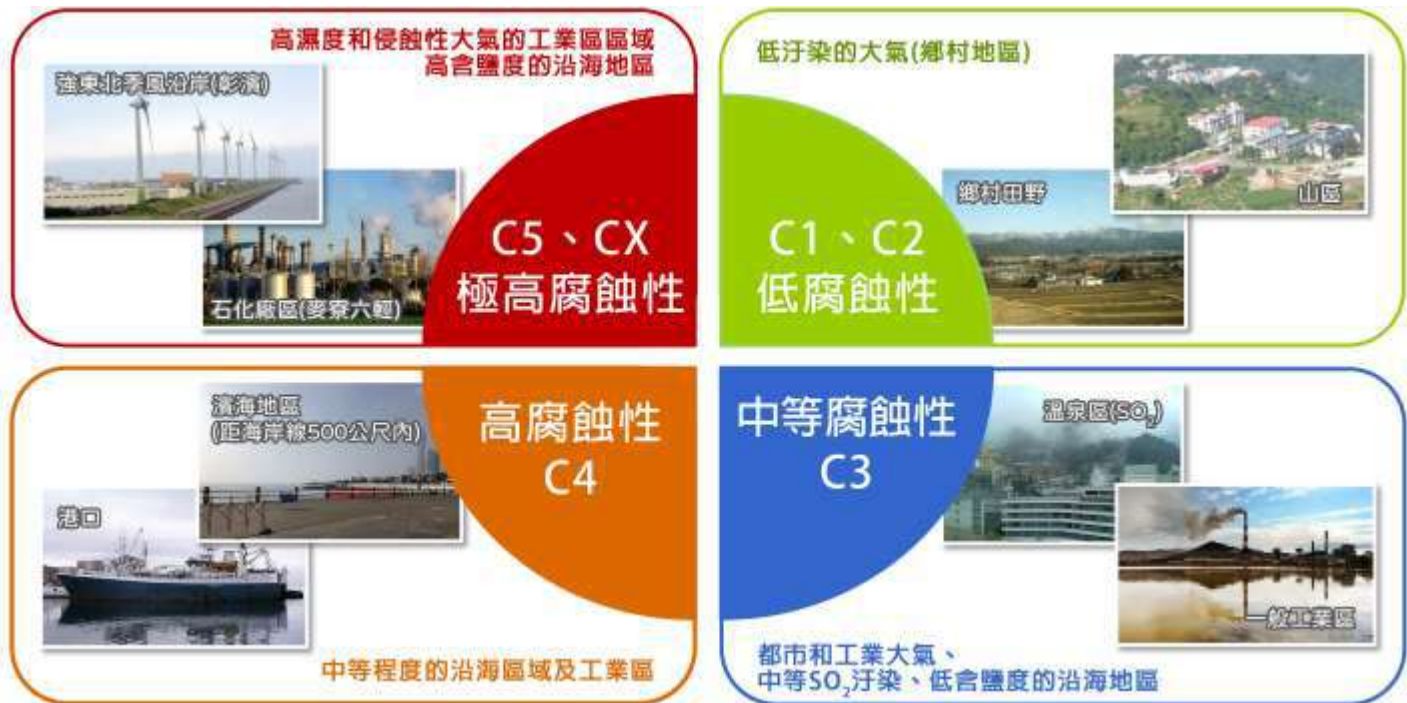 高濕度和侵蝕性大氣的工業區區域
高含鹽度的沿海地區
強東北季風沿岸(彰濱)
石化廠區(麥寮六輕)
C5、CX
極高腐蝕性
低汙染的大氣(鄉村地區)
山區
鄉村田野
C1、C2
低腐蝕性
濱海地區
(距海岸線500公尺內)
港口
高腐蝕性
C4
中等程度的沿海區域及工業區
中等腐蝕性
C3
溫泉區(SO₂)
一般工業區
都市和工業大氣、
中等SO₂汙染、低含鹽度的沿海地區